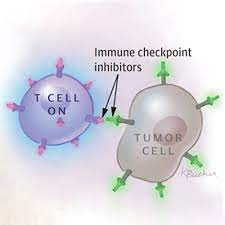 Immune checkpoint
inhibitors
T CELL
ON
TUMOR
CELL